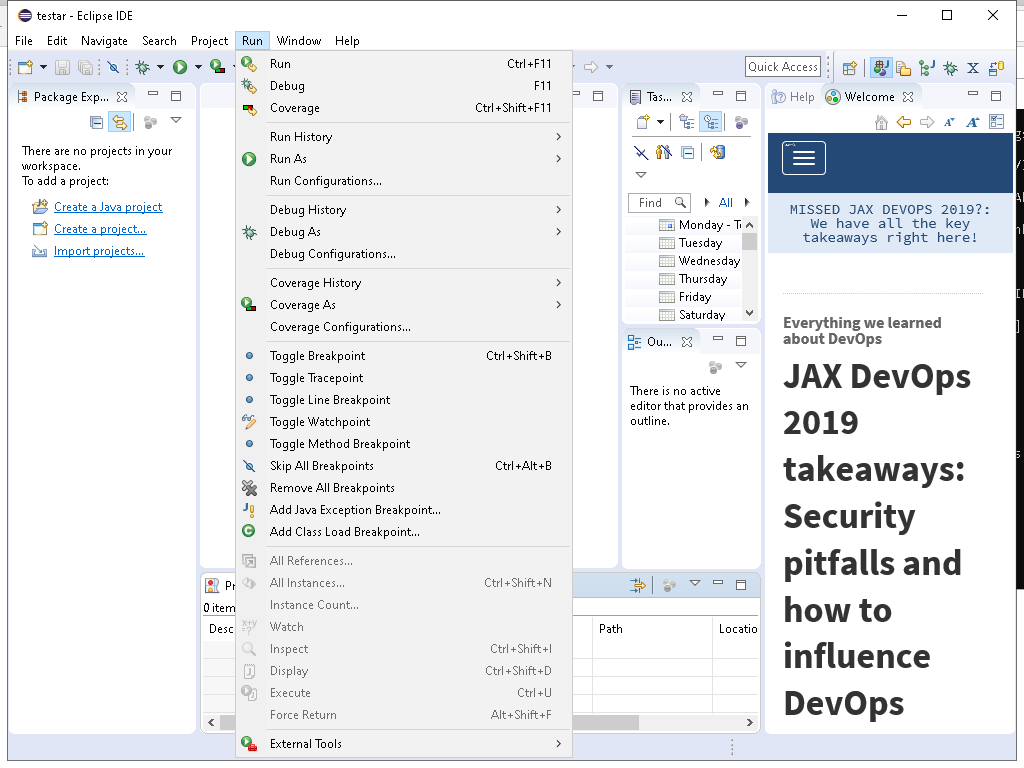 testar - Eclipse IDE
File Edit Navigate Search Project Run Window Help
Quick Access
Package Exp...
There are no projects in your
workspace.
To add a project:
Create a Java project
Create a project...
Import projects...
Run Ctrl+F11
Debug F11
Coverage Ctrl+Shift+F11
Run History
Run As
Run Configurations...
Debug History
Debug As
Debug Configurations...
Coverage History
Coverage As
Coverage Configurations...
Toggle Breakpoint Ctrl+Shift+B
Toggle Tracepoint
Toggle Line Breakpoint
Toggle Watchpoint
Toggle Method Breakpoint
Skip All Breakpoints Ctrl+Alt+B
Remove All Breakpoints
Add Java Exception Breakpoint...
Add Class Load Breakpoint...
All References...
All Instances... Ctrl+Shift+N
Instance Count...
Watch
Inspect Ctrl+Shift+I
Display Ctrl+Shift+D
Execute Ctrl+U
Force Return Alt+Shift+F
External Tools
Pr
0 item
Desc Path Locatio
Tas...
Find All
Monday - T
Tuesday
Wednesday
Thursday
Friday
Saturday
Ou...
There is no active
editor that provides an
outline.
Help Welcome
MISSED JAX DEVOPS 2019?:
We have all the key
takeaways right here!
Everything we learned
about DevOps
JAX DevOps
2019
takeaways:
Security
pitfalls and
how to
influence
DevOps